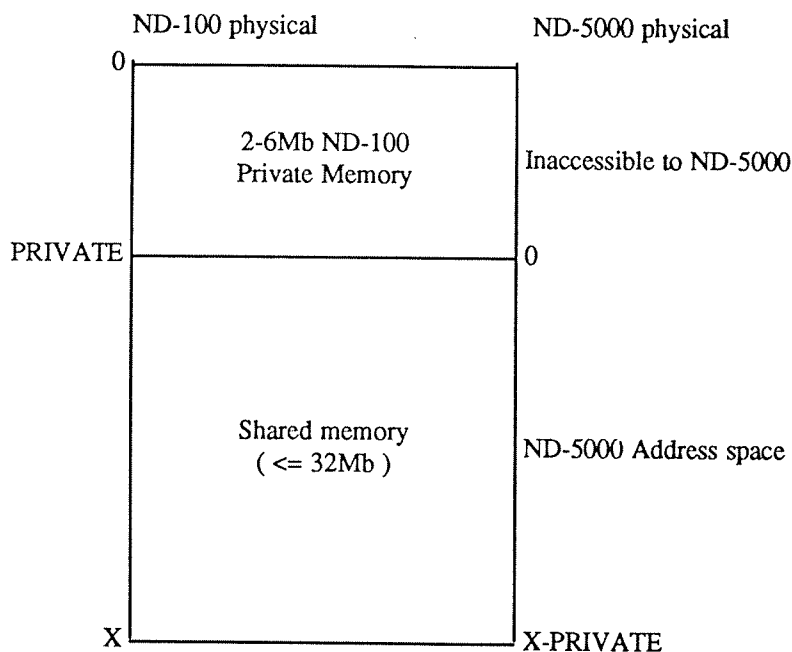 ND-100 physical
ND-5000 physical
0
2-6Mb ND-100
Private Memory
Inaccessible to ND-5000
PRIVATE
0
Shared memory
( <= 32Mb )
ND-5000 Address space
X
X-PRIVATE